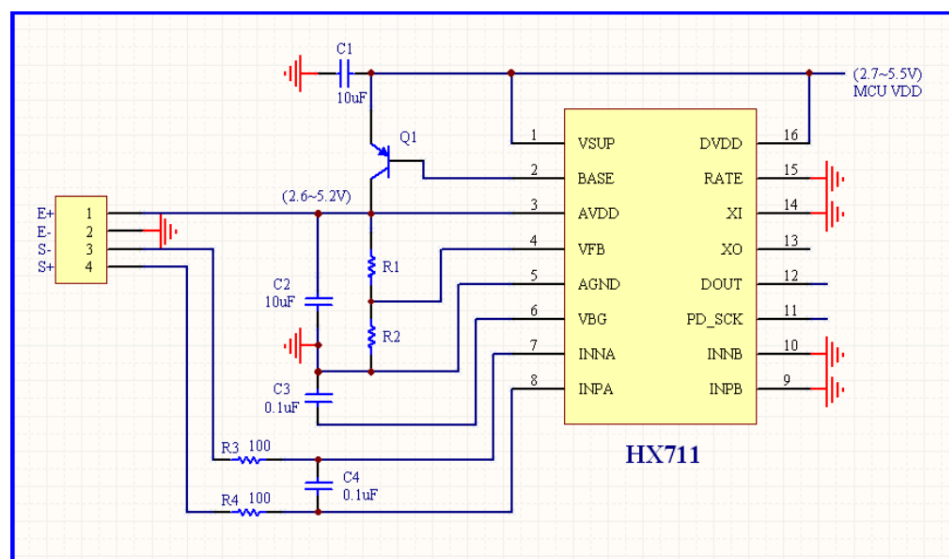 C1
10uF
(2.7~5.5V)
MCU VDD
Q1
1 VSUP DVDD 16
2 BASE RATE 15
(2.6~5.2V)
3 AVDD XI 14
4 VFB XO 13
5 AGND DOUT 12
6 VBG PD_SCK 11
7 INNA INNB 10
8 INPA INPB 9
HX711
E+ 1
E- 2
S- 3
S+ 4
R1
C2
10uF
R2
C3
0.1uF
R3 100
C4
0.1uF
R4 100